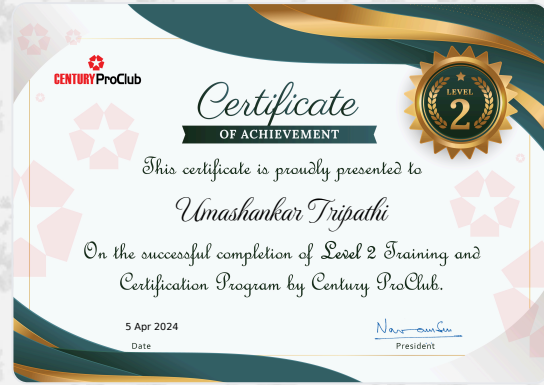 CENTURY ProClub
Certificate
OF ACHIEVEMENT
LEVEL
2
This certificate is proudly presented to
Umashankar Tripathi
On the successful completion of Level 2 Training and
Certification Program by Century ProClub.
5 Apr 2024
Date
President